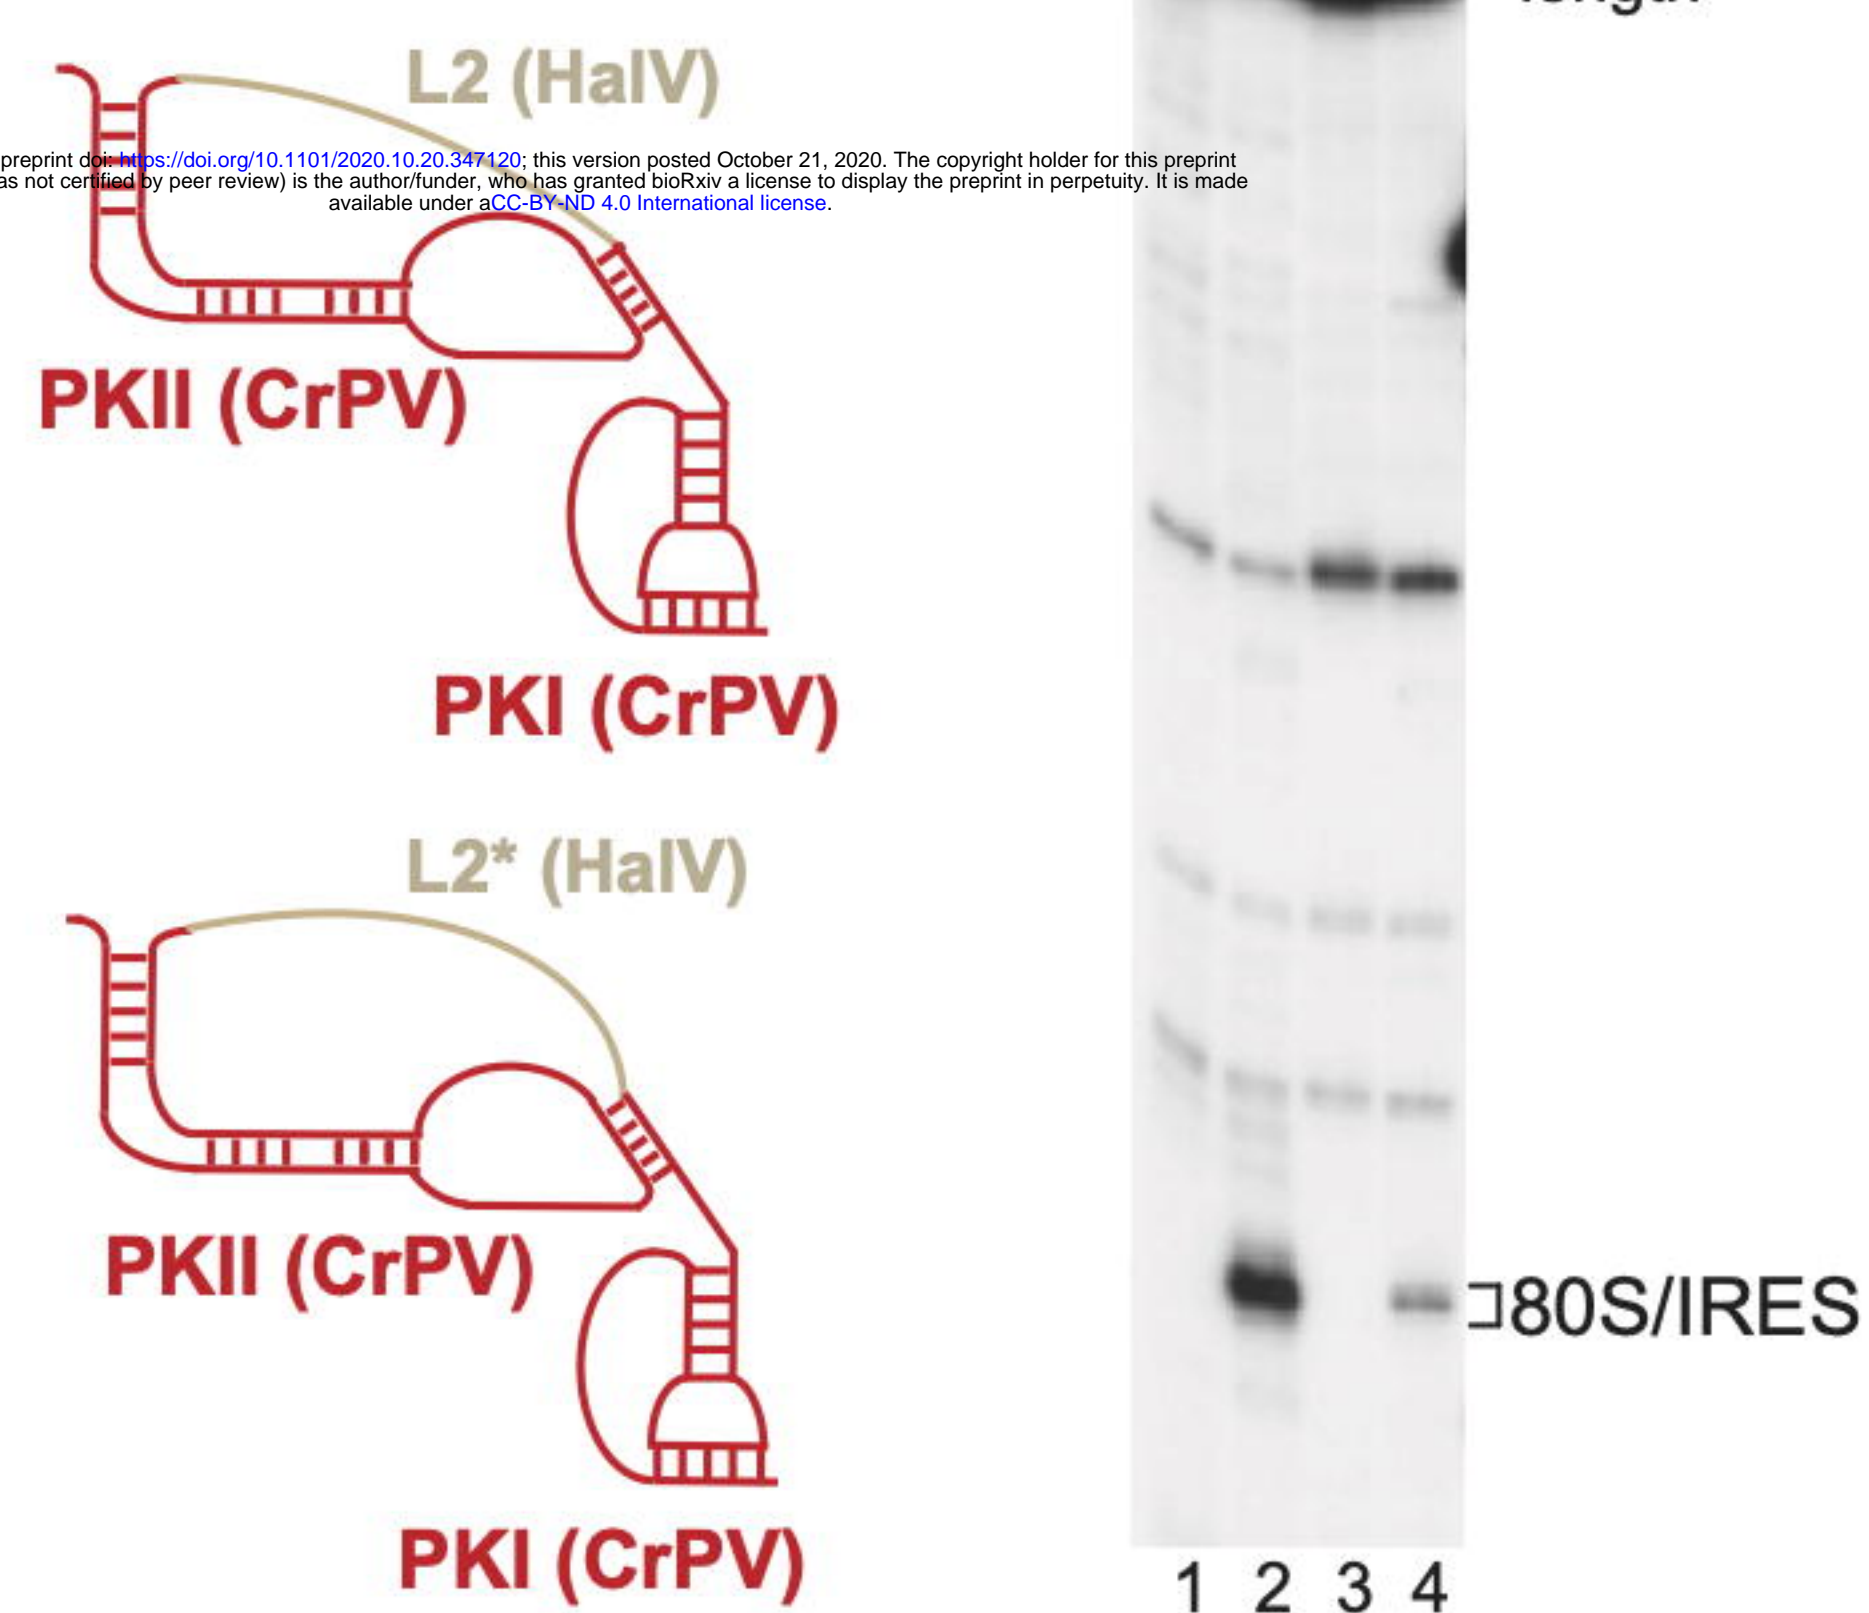 L2 (HalV)
preprint doi: https://doi.org/10.1101/2020.10.20.347120; this version posted October 21, 2020. The copyright holder for this preprint
not certified by peer review) is the author/funder, who has granted bioRxiv a license to display the preprint in perpetuity. It is made
available under aCC-BY-ND 4.0 International license.
PKII (CrPV)
PKI (CrPV)
L2* (HalV)
PKII (CrPV)
80S/IRES
PKI (CrPV)
1 2 3 4